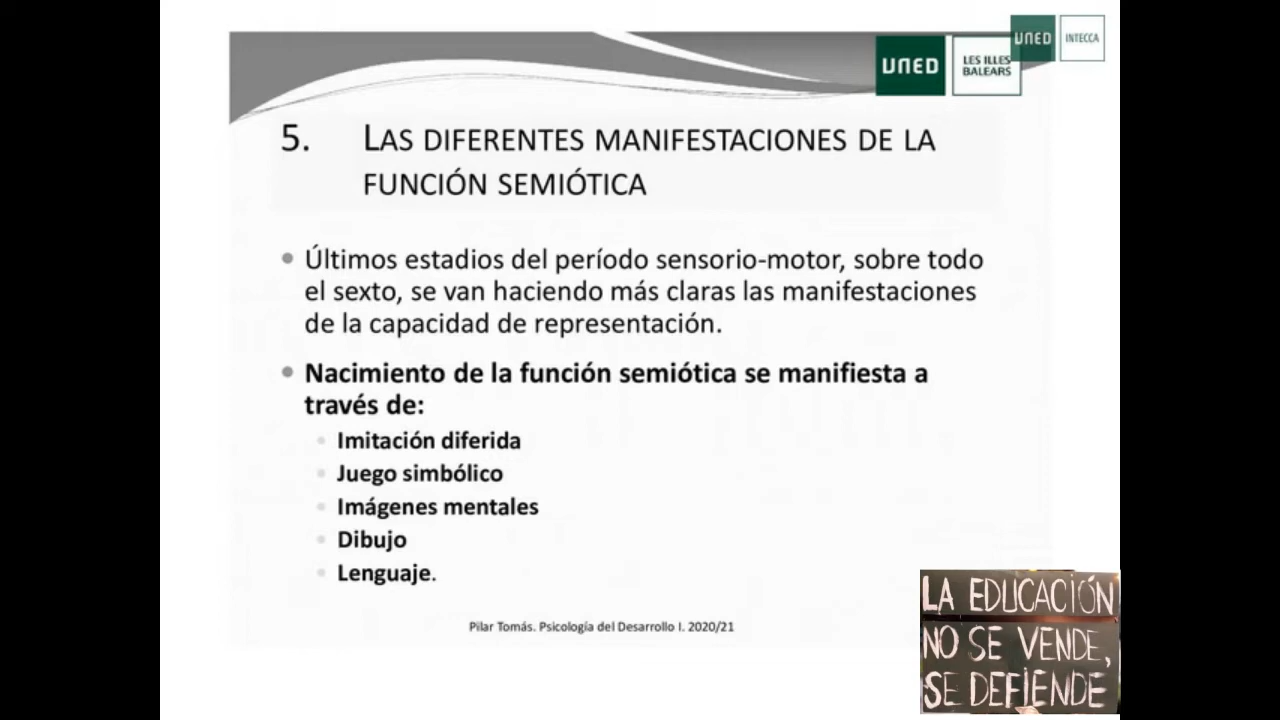 UNED
INTECCA
UNED
LES ILLES
BALEARS
5. LAS DIFERENTES MANIFESTACIONES DE LA
FUNCIÓN SEMIÓTICA
Últimos estadios del período sensorio-motor, sobre todo
el sexto, se van haciendo más claras las manifestaciones
de la capacidad de representación.
Nacimiento de la función semiótica se manifiesta a
través de:
Imitación diferida
Juego simbólico
Imágenes mentales
Dibujo
Lenguaje.
Pilar Tomás. Psicología del Desarrollo I. 2020/21
LA EDUCACIÓN
NO SE VENDE,
SE DEFIENDE